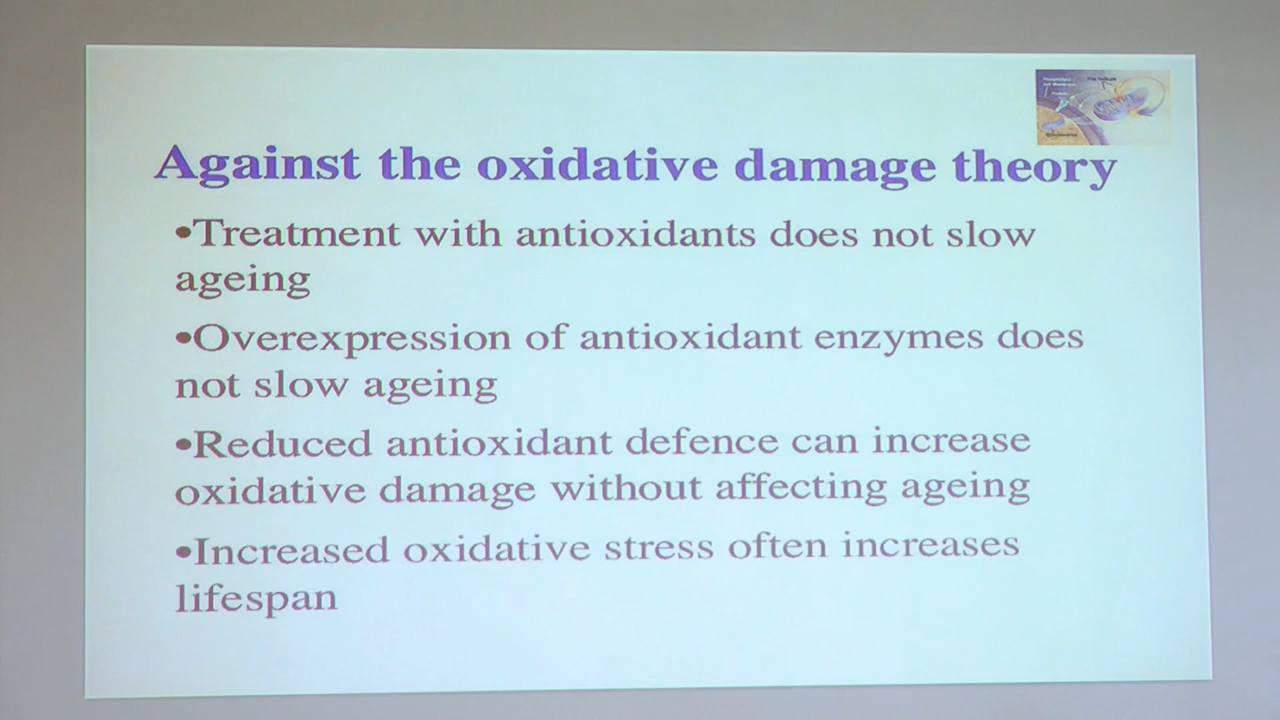 Against the oxidative damage theory
•Treatment with antioxidants does not slow
ageing
•Overexpression of antioxidant enzymes does
not slow ageing
•Reduced antioxidant defence can increase
oxidative damage without affecting ageing
•Increased oxidative stress often increases
lifespan